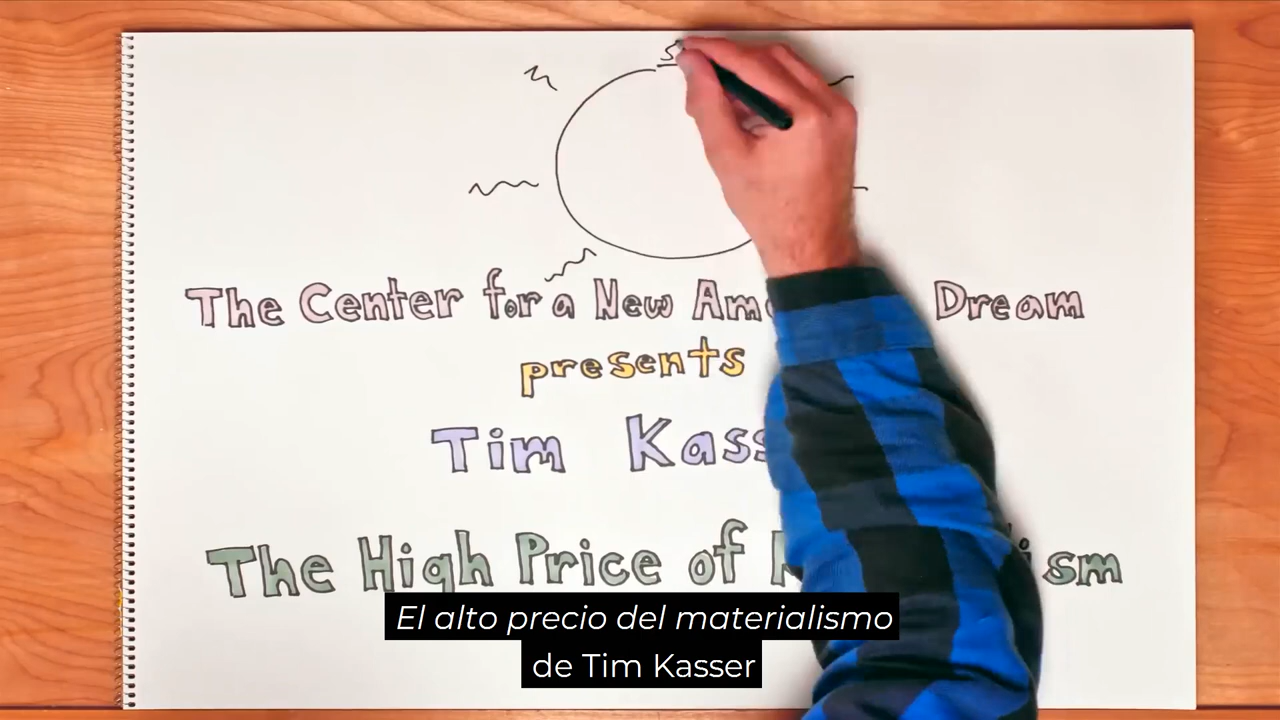 S
The Center for a New Ame Dream
presents
Tim Kass
The High Price of ism
El alto precio del materialismo
de Tim Kasser